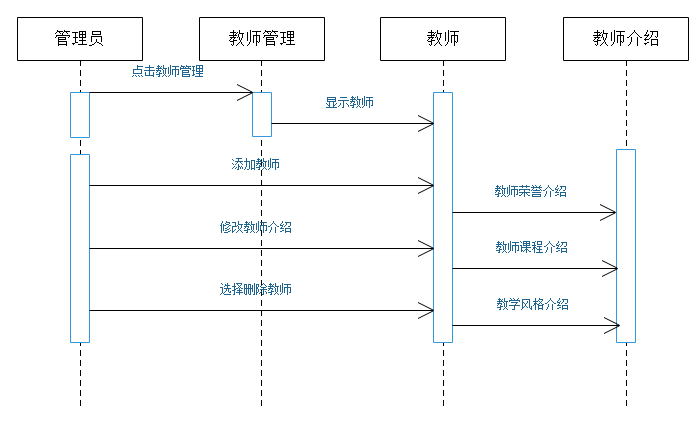 管理员
教师管理
教师
教师介绍
点击教师管理
显示教师
添加教师
教师荣誉介绍
修改教师介绍
教师课程介绍
选择删除教师
教学风格介绍